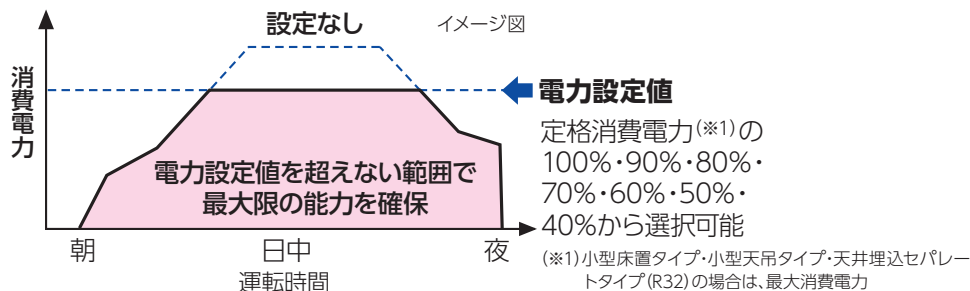 設定なし
イメージ図
消費電力
電力設定値
定格消費電力(※1)の
100%・90%・80%・
70%・60%・50%・
40%から選択可能
電力設定値を超えない範囲で
最大限の能力を確保
朝
日中
夜
運転時間
(※1)小型床置タイプ・小型天吊タイプ・天井埋込セパレー
トタイプ(R32)の場合は、最大消費電力